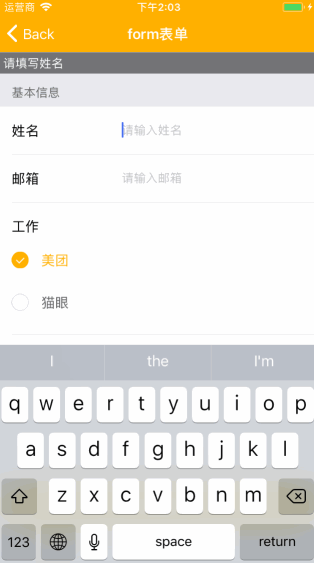 运营商 下午2:03
Back form表单
请填写姓名
基本信息
姓名 请输入姓名
邮箱 请输入邮箱
工作
美团
猫眼
I the I'm
q w e r t y u i o p
a s d f g h j k l
z x c v b n m
123 space return